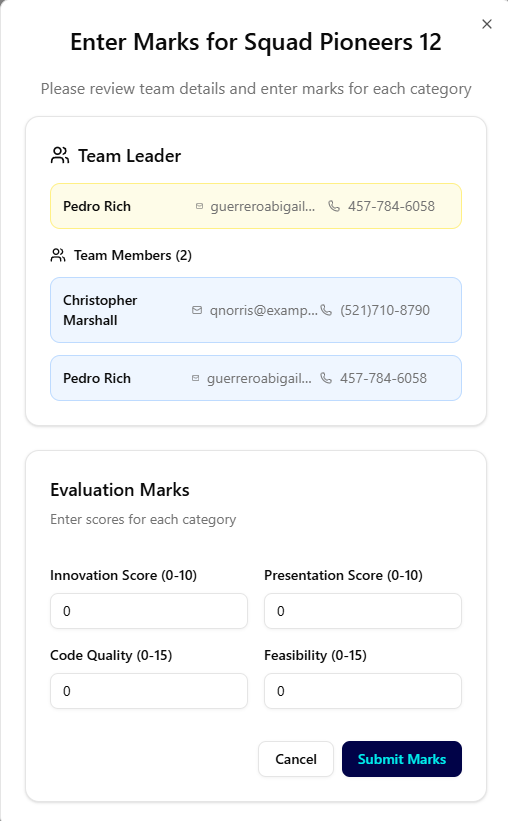 Enter Marks for Squad Pioneers 12
Please review team details and enter marks for each category
Team Leader
Pedro Rich guerreroabigail... 457-784-6058
Team Members (2)
Christopher
Marshall qnorris@examp... (521)710-8790
Pedro Rich guerreroabigail... 457-784-6058
Evaluation Marks
Enter scores for each category
Innovation Score (0-10) Presentation Score (0-10)
0 0
Code Quality (0-15) Feasibility (0-15)
0 0
Cancel Submit Marks